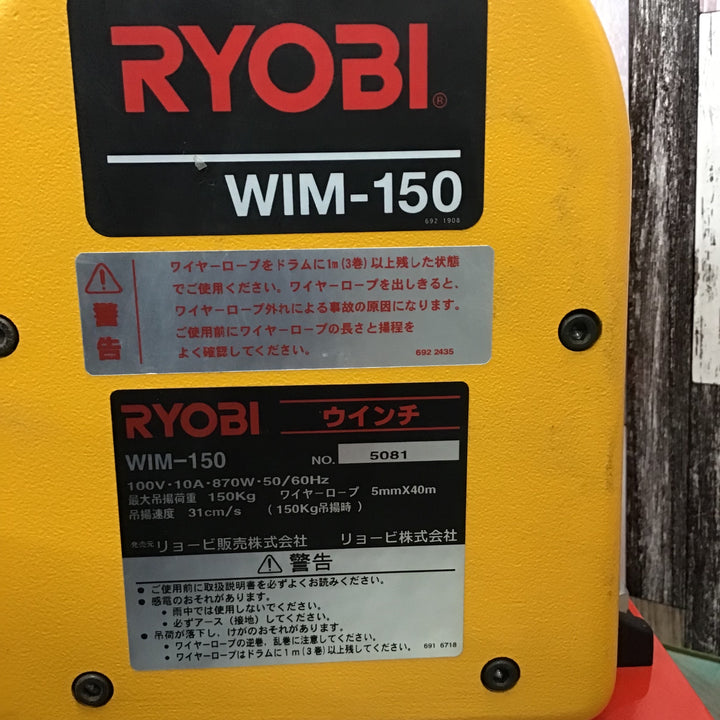 RYOBI®
WIM-150
692 1908
警告
ワイヤーロープをドラムに1m(3巻)以上残した状態
でご使用ください。ワイヤーロープを出しきると、
ワイヤーロープ外れによる事故の原因になります。
ご使用前にワイヤーロープの長さと揚程を
よく確認してください。
692 2435
RYOBI ウインチ
WIM-150 NO. 5081
100V・10A・870W・50/60Hz
最大吊揚荷重 150Kg ワイヤーロープ 5mmX40m
吊揚速度 31cm/s (150Kg吊揚時)
発売元 リョービ販売株式会社 リョービ株式会社
警告
・ご使用前に取扱説明書を必ずよくお読みください。
・感電のおそれがあります。
・雨中では使用しないでください。
・必ずアース(接地)してください。
・吊荷が落下し、けがのおそれがあります。
・ワイヤーロープの逆巻、乱巻に注意してください。
・ワイヤーロープはドラムに1m(3巻)以上残してください。
691 6718